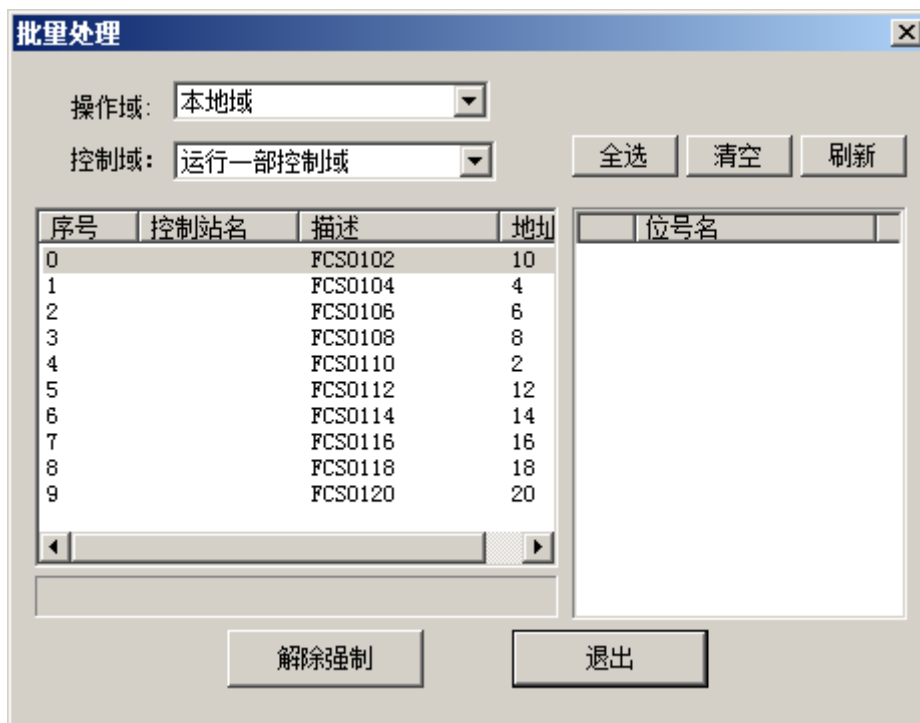 批量处理
操作域: 本地域
控制域: 运行一部控制域
全选 清空 刷新
序号 控制站名 描述 地址
位号名
0 FCS0102 10
1 FCS0104 4
2 FCS0106 6
3 FCS0108 8
4 FCS0110 2
5 FCS0112 12
6 FCS0114 14
7 FCS0116 16
8 FCS0118 18
9 FCS0120 20
解除强制 退出